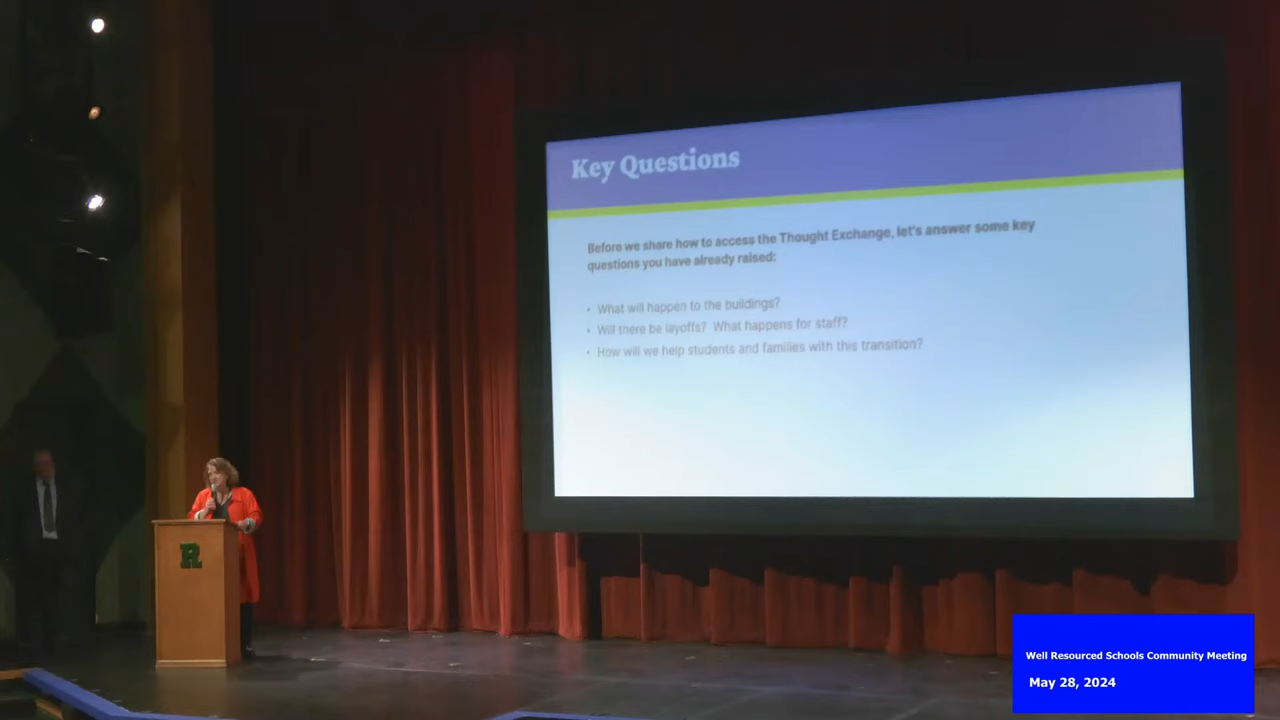 Key Questions
Before we share how to access the Thought Exchange, let's answer some key
questions you have already raised:
• What will happen to the buildings?
• Will there be layoffs? What happens for staff?
• How will we help students and families with this transition?
R
Well Resourced Schools Community Meeting
May 28, 2024